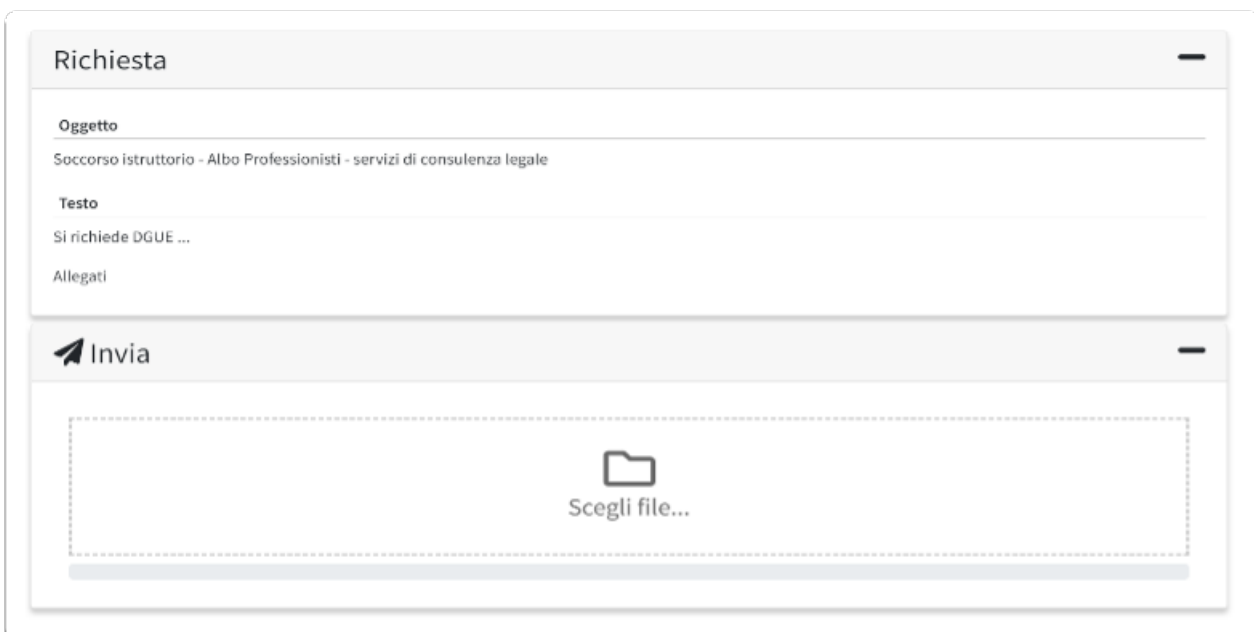 Richiesta
Oggetto
Soccorso istruttorio - Albo Professionisti - servizi di consulenza legale
Testo
Si richiede DGUE ...
Allegati
Invia
Scegli file...